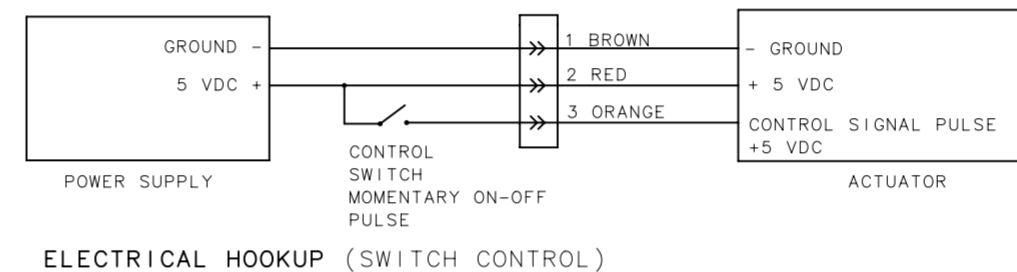 GROUND -
5 VDC +
POWER SUPPLY
CONTROL
SWITCH
MOMENTARY ON-OFF
PULSE
1 BROWN
2 RED
3 ORANGE
- GROUND
+ 5 VDC
CONTROL SIGNAL PULSE
+5 VDC
ACTUATOR
ELECTRICAL HOOKUP (SWITCH CONTROL)